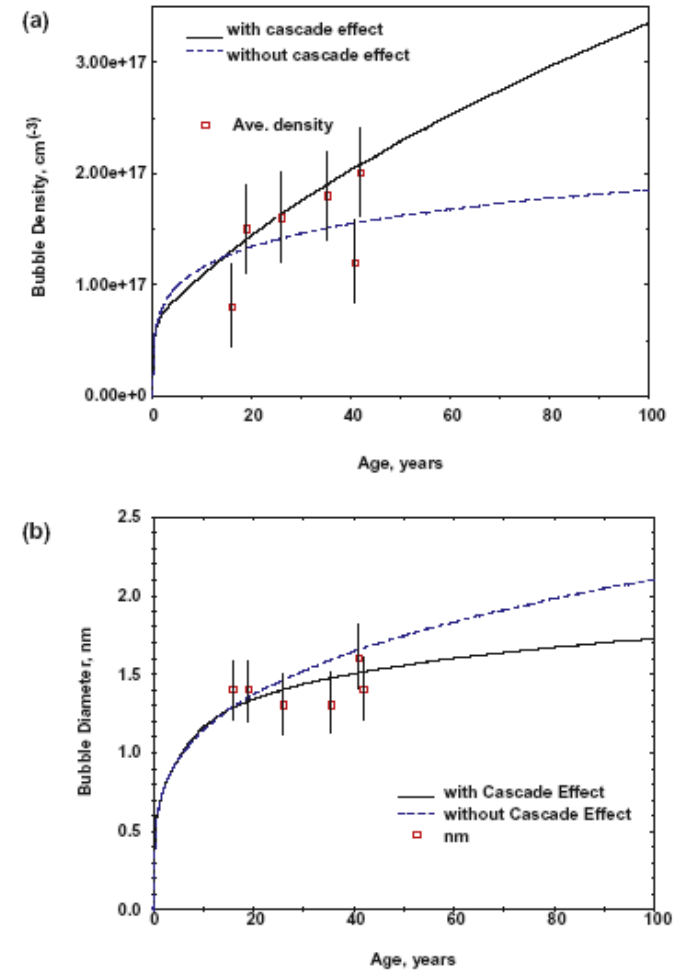 (a)
with cascade effect
without cascade effect
Ave. density
3.00e+17
2.00e+17
1.00e+17
0.00e+0
Bubble Density, cm(-3)
0 20 40 60 80 100
Age, years
(b)
2.5
2.0
1.5
1.0
0.5
0.0
Bubble Diameter, nm
with Cascade Effect
without Cascade Effect
nm
0 20 40 60 80 100
Age, years